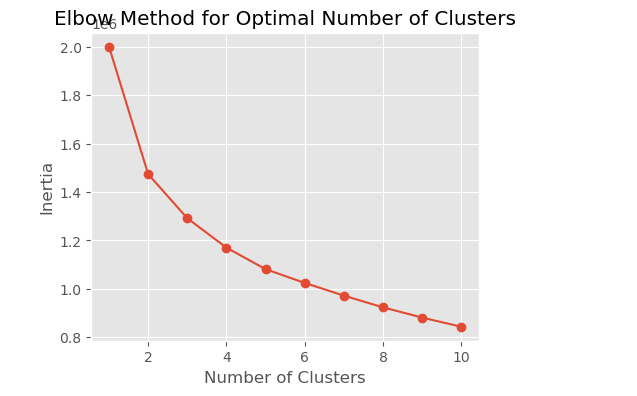 Elbow Method for Optimal Number of Clusters
1e6
2.0
1.8
1.6
1.4
1.2
1.0
0.8
Inertia
2 4 6 8 10
Number of Clusters